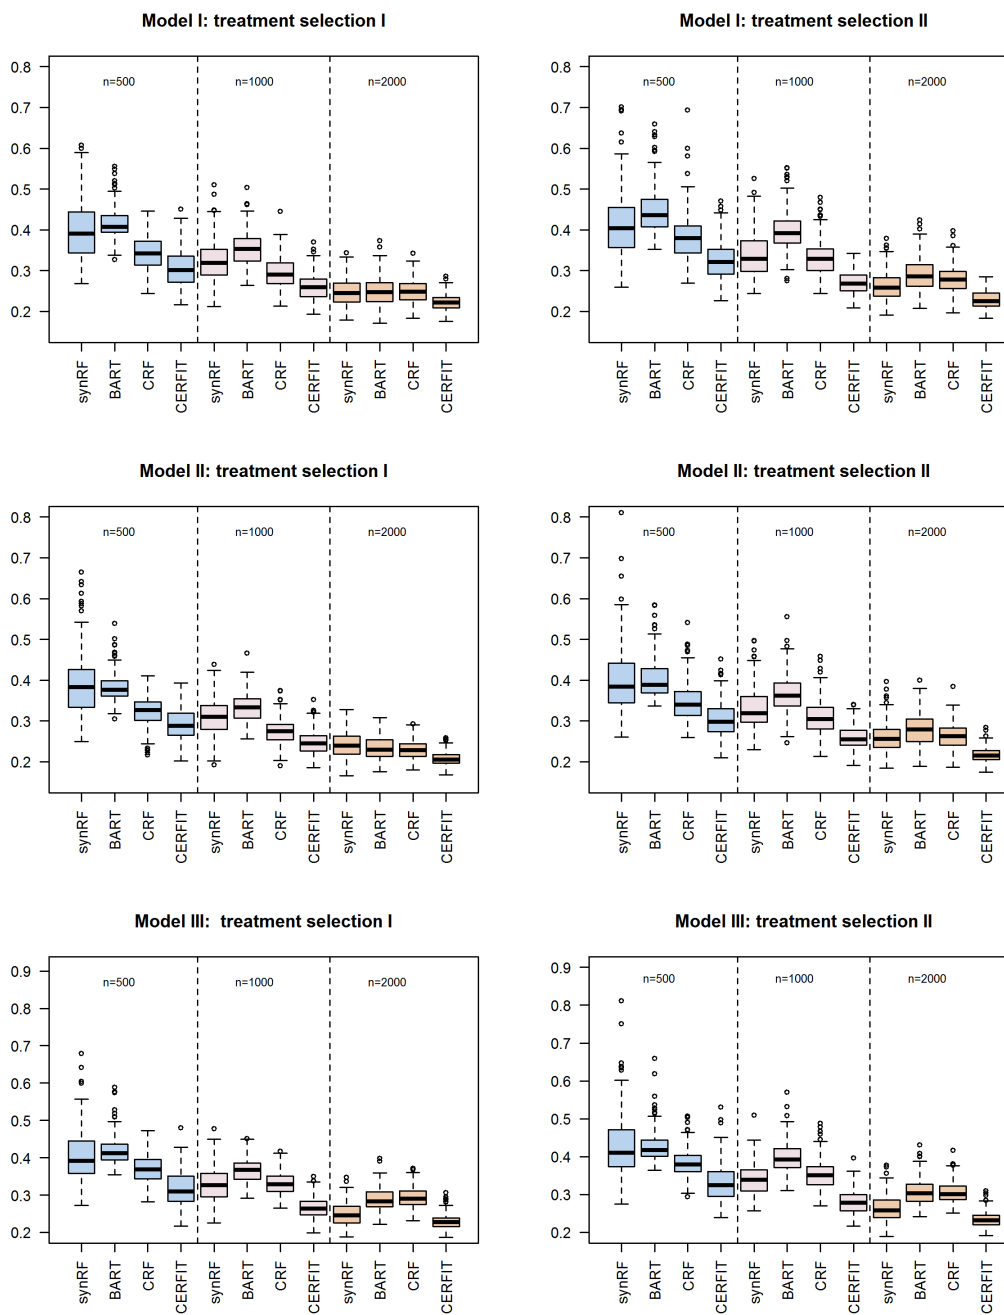 Model I: treatment selection I
0.8
0.7
0.6
0.5
0.4
0.3
0.2
n=500
n=1000
n=2000
synRF
BART
CRF
CERFIT
synRF
BART
CRF
CERFIT
synRF
BART
CRF
CERFIT
Model I: treatment selection II
0.8
0.7
0.6
0.5
0.4
0.3
0.2
n=500
n=1000
n=2000
synRF
BART
CRF
CERFIT
synRF
BART
CRF
CERFIT
synRF
BART
CRF
CERFIT
Model II: treatment selection I
0.8
0.7
0.6
0.5
0.4
0.3
0.2
n=500
n=1000
n=2000
synRF
BART
CRF
CERFIT
synRF
BART
CRF
CERFIT
synRF
BART
CRF
CERFIT
Model II: treatment selection II
0.8
0.7
0.6
0.5
0.4
0.3
0.2
n=500
n=1000
n=2000
synRF
BART
CRF
CERFIT
synRF
BART
CRF
CERFIT
synRF
BART
CRF
CERFIT
Model III: treatment selection I
0.9
0.8
0.7
0.6
0.5
0.4
0.3
0.2
n=500
n=1000
n=2000
synRF
BART
CRF
CERFIT
synRF
BART
CRF
CERFIT
synRF
BART
CRF
CERFIT
Model III: treatment selection II
0.9
0.8
0.7
0.6
0.5
0.4
0.3
0.2
n=500
n=1000
n=2000
synRF
BART
CRF
CERFIT
synRF
BART
CRF
CERFIT
synRF
BART
CRF
CERFIT